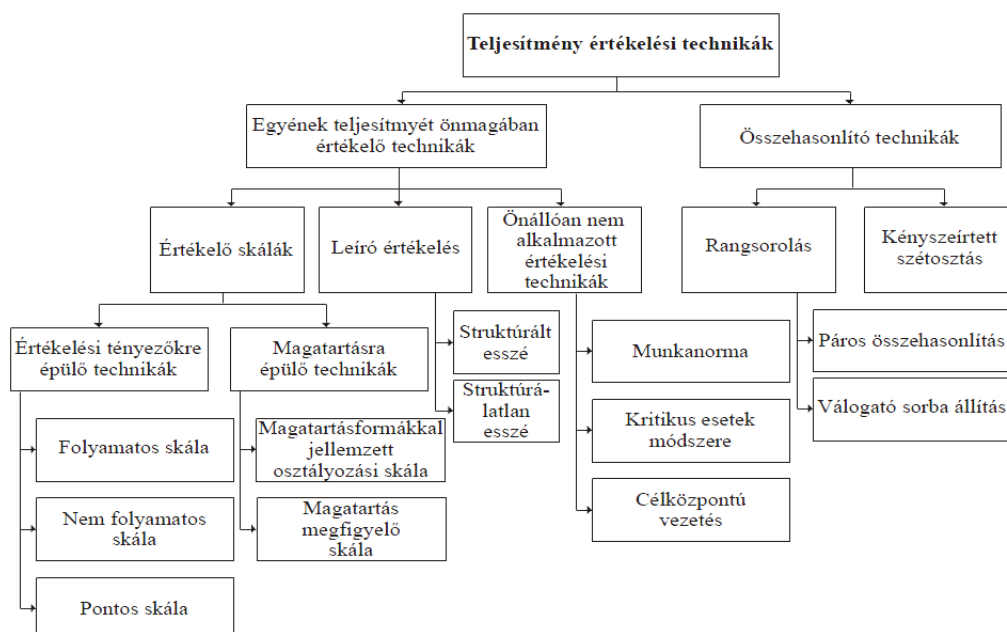 Teljesítmény értékelési technikák
Egyének teljesítmyét önmagában
értékelő technikák
Összehasonlító technikák
Értékelő skálák
Leíró értékelés
Önállóan nem
alkalmazott
értékelési
technikák
Rangsorolás
Kényszeírtett
szétosztás
Értékelési tényezőkre
épülő technikák
Magatartásra
épülő technikák
Struktúrált
esszé
Struktúrá-
latlan
esszé
Munkanorma
Páros összehasonlítás
Válogató sorba állítás
Folyamatos skála
Magatartásformákkal
jellemzett
osztályozási skála
Kritikus esetek
módszere
Nem folyamatos
skála
Magatartás
megfigyelő
skála
Célközpontú
vezetés
Pontos skála